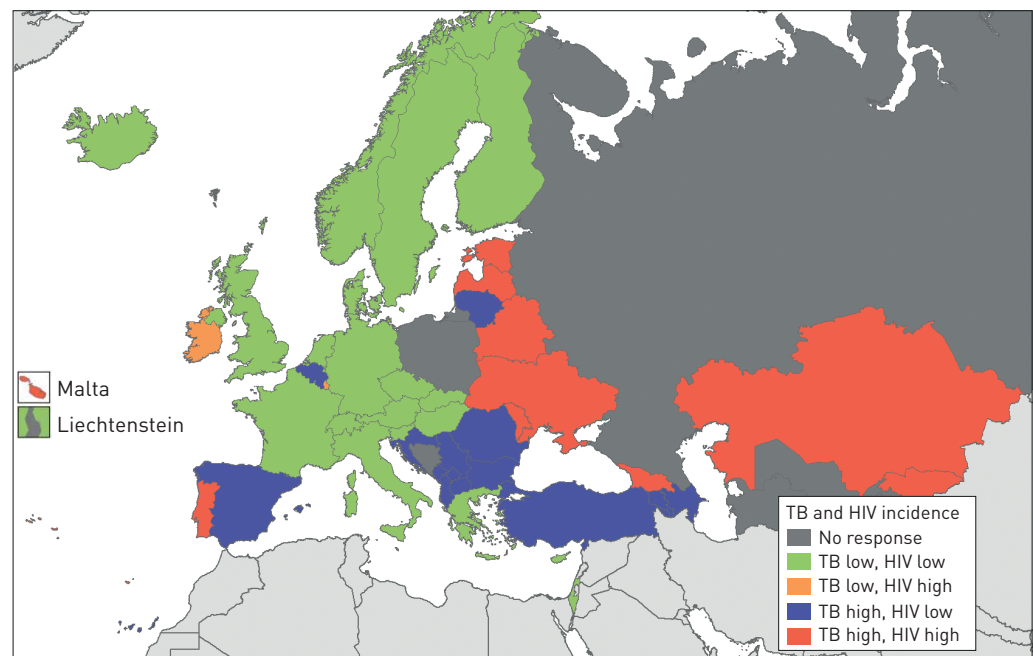 Malta
Liechtenstein
TB and HIV incidence
No response
TB low, HIV low
TB low, HIV high
TB high, HIV low
TB high, HIV high